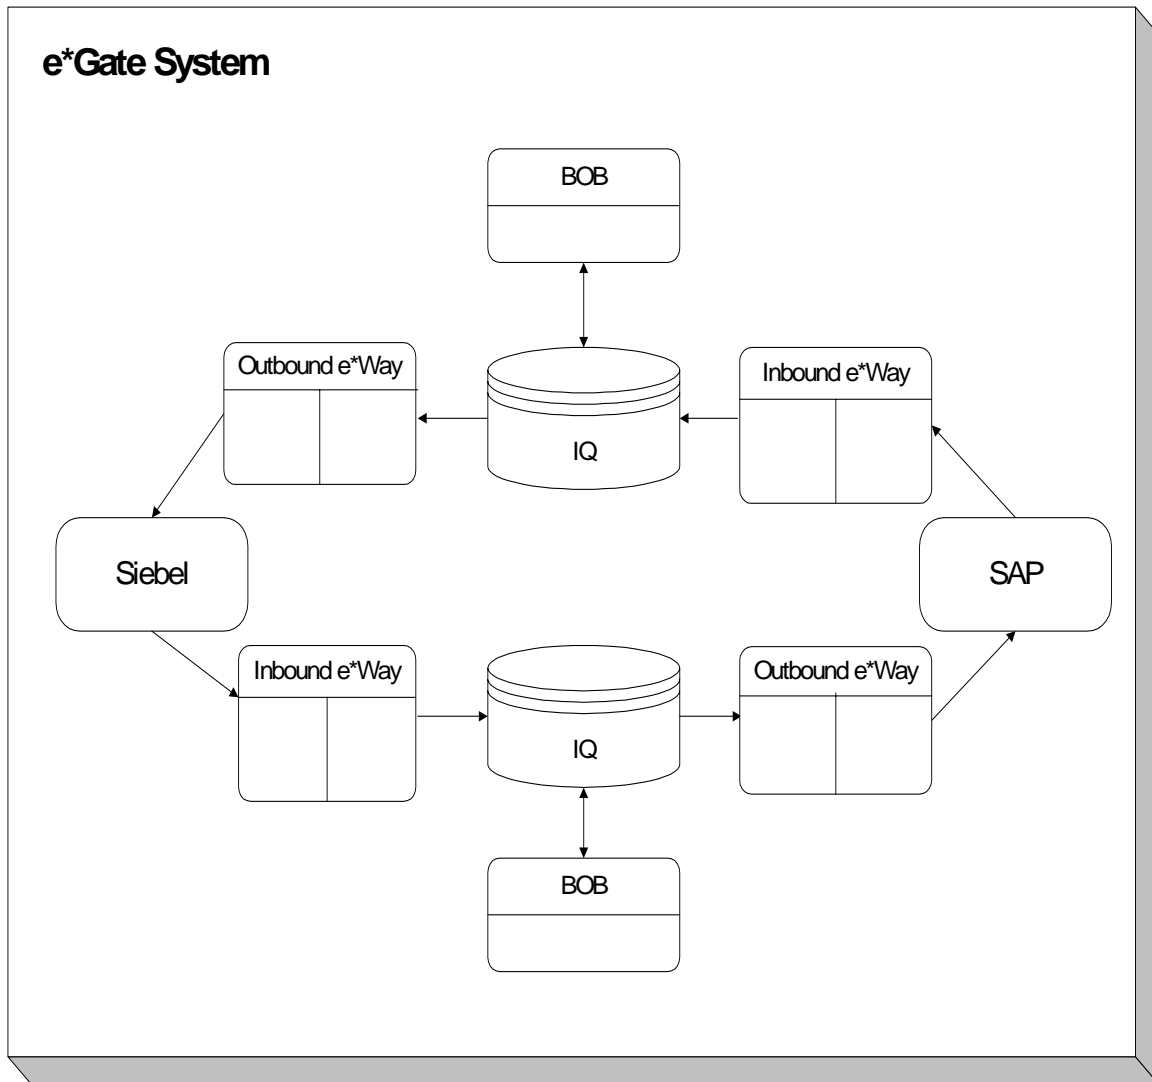 e*Gate System
BOB
Outbound e*Way
Inbound e*Way
IQ
Siebel
SAP
Inbound e*Way
Outbound e*Way
IQ
BOB